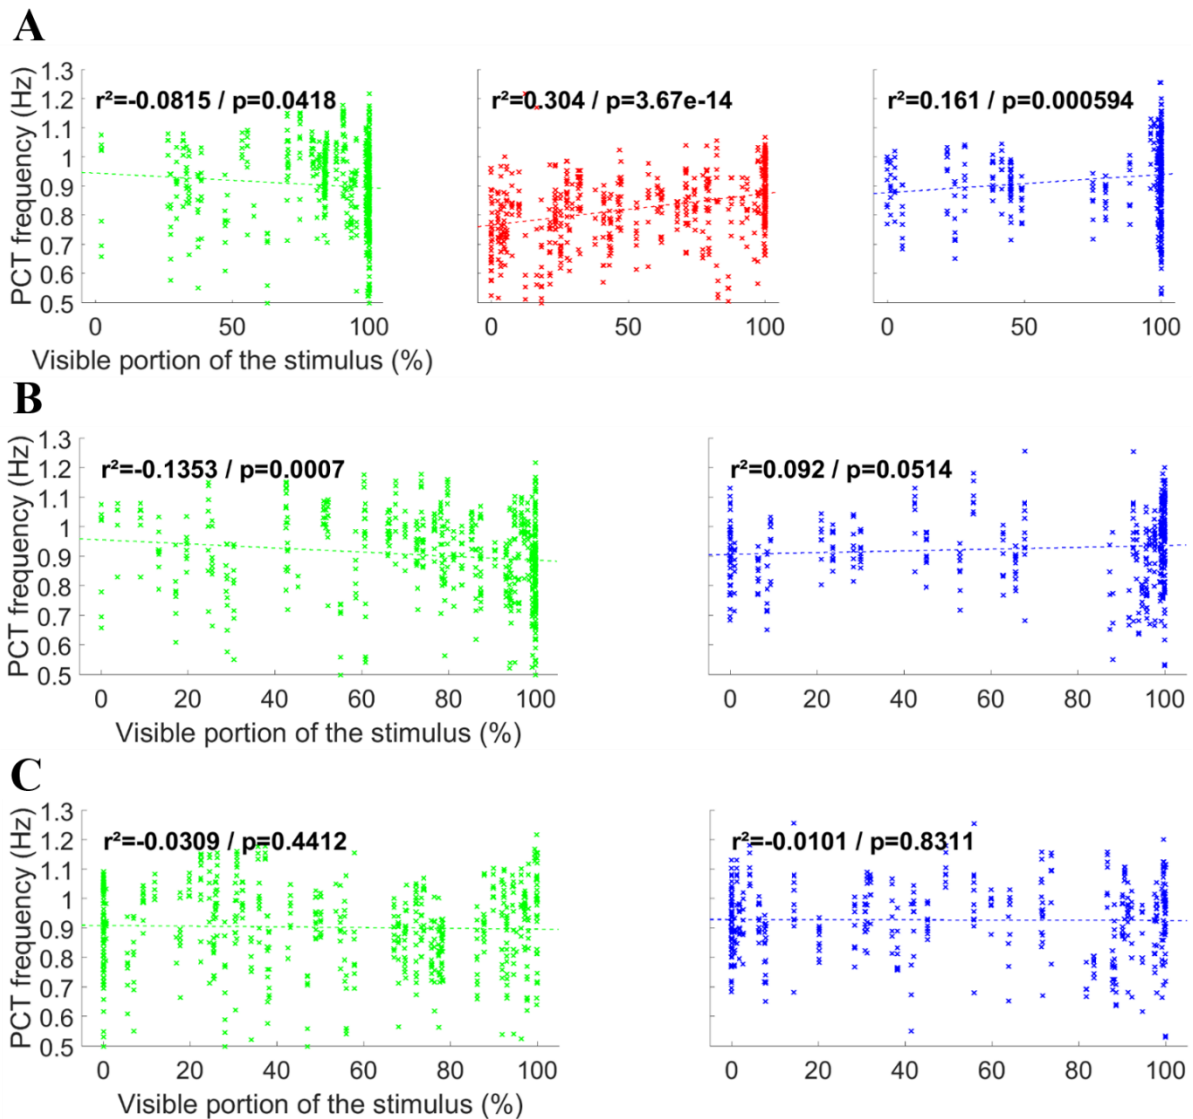 A
PCT frequency (Hz)
1.3
1.2
1.1
1
0.9
0.8
0.7
0.6
0.5
r²=-0.0815 / p=0.0418
r²=0.304 / p=3.67e-14
r²=0.161 / p=0.000594
0 50 100
0 50 100
0 50 100
Visible portion of the stimulus (%)
B
PCT frequency (Hz)
1.3
1.2
1.1
1
0.9
0.8
0.7
0.6
0.5
r²=-0.1353 / p=0.0007
r²=0.092 / p=0.0514
0 20 40 60 80 100
0 20 40 60 80 100
Visible portion of the stimulus (%)
C
PCT frequency (Hz)
1.3
1.2
1.1
1
0.9
0.8
0.7
0.6
0.5
r²=-0.0309 / p=0.4412
r²=-0.0101 / p=0.8311
0 20 40 60 80 100
0 20 40 60 80 100
Visible portion of the stimulus (%)